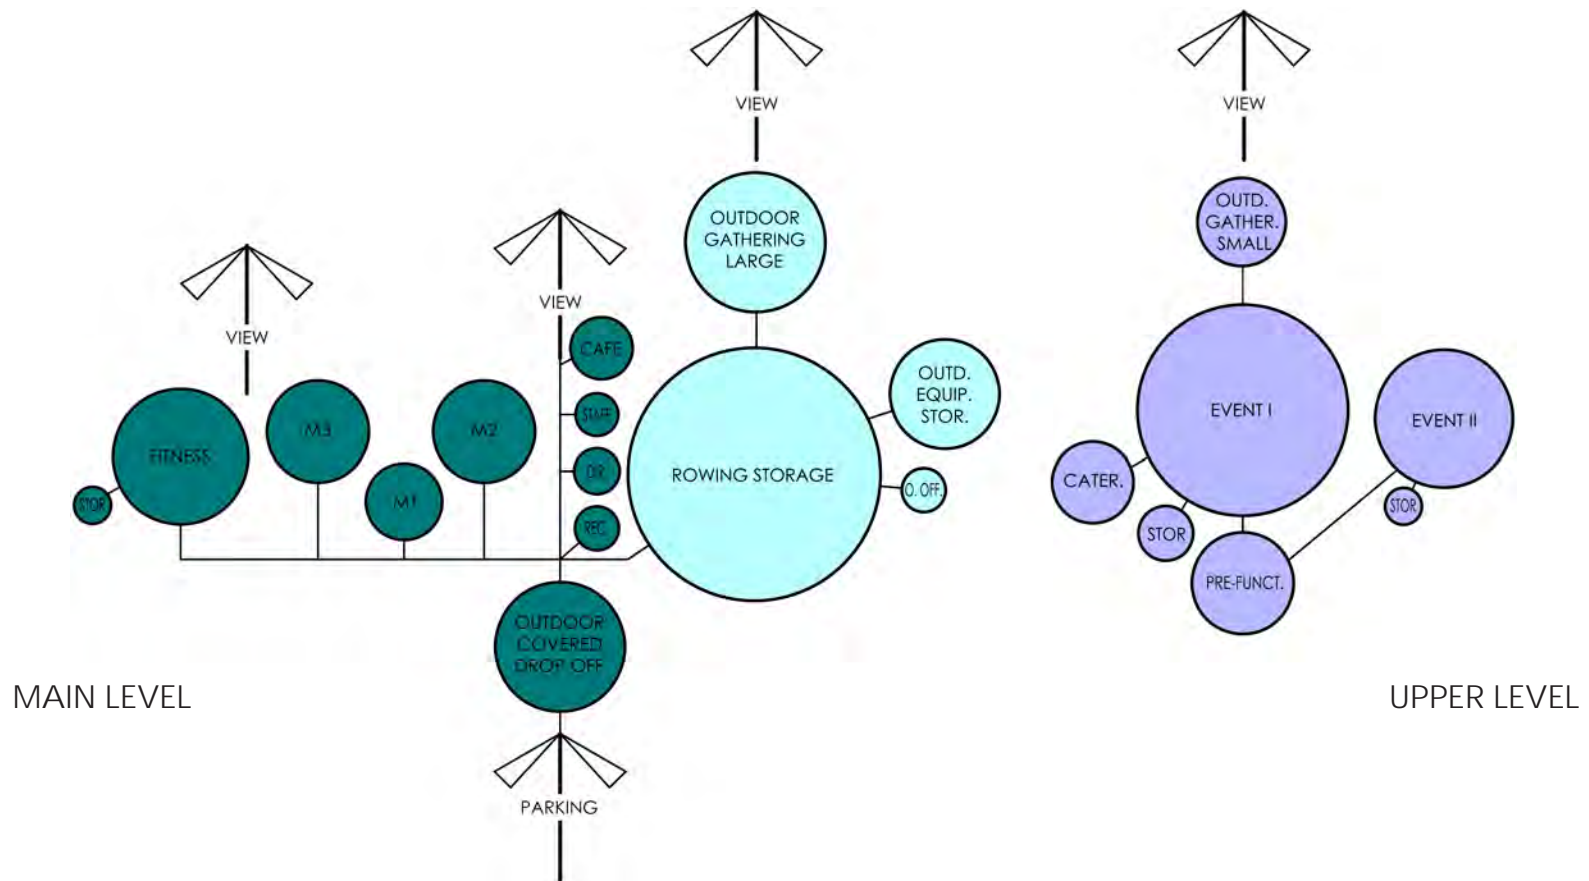 VIEW
VIEW
OUTDOOR
GATHERING
LARGE
OUTD.
GATHER.
SMALL
VIEW
VIEW
CAFE
STAFF
DIR
REC
FITNESS
STOR
M3
M1
M2
ROWING STORAGE
OUTD.
EQUIP.
STOR.
O. OFF.
EVENT I
EVENT II
CATER.
STOR
STOR
PRE-FUNCT.
OUTDOOR
COVERED
DROP OFF
MAIN LEVEL
UPPER LEVEL
PARKING